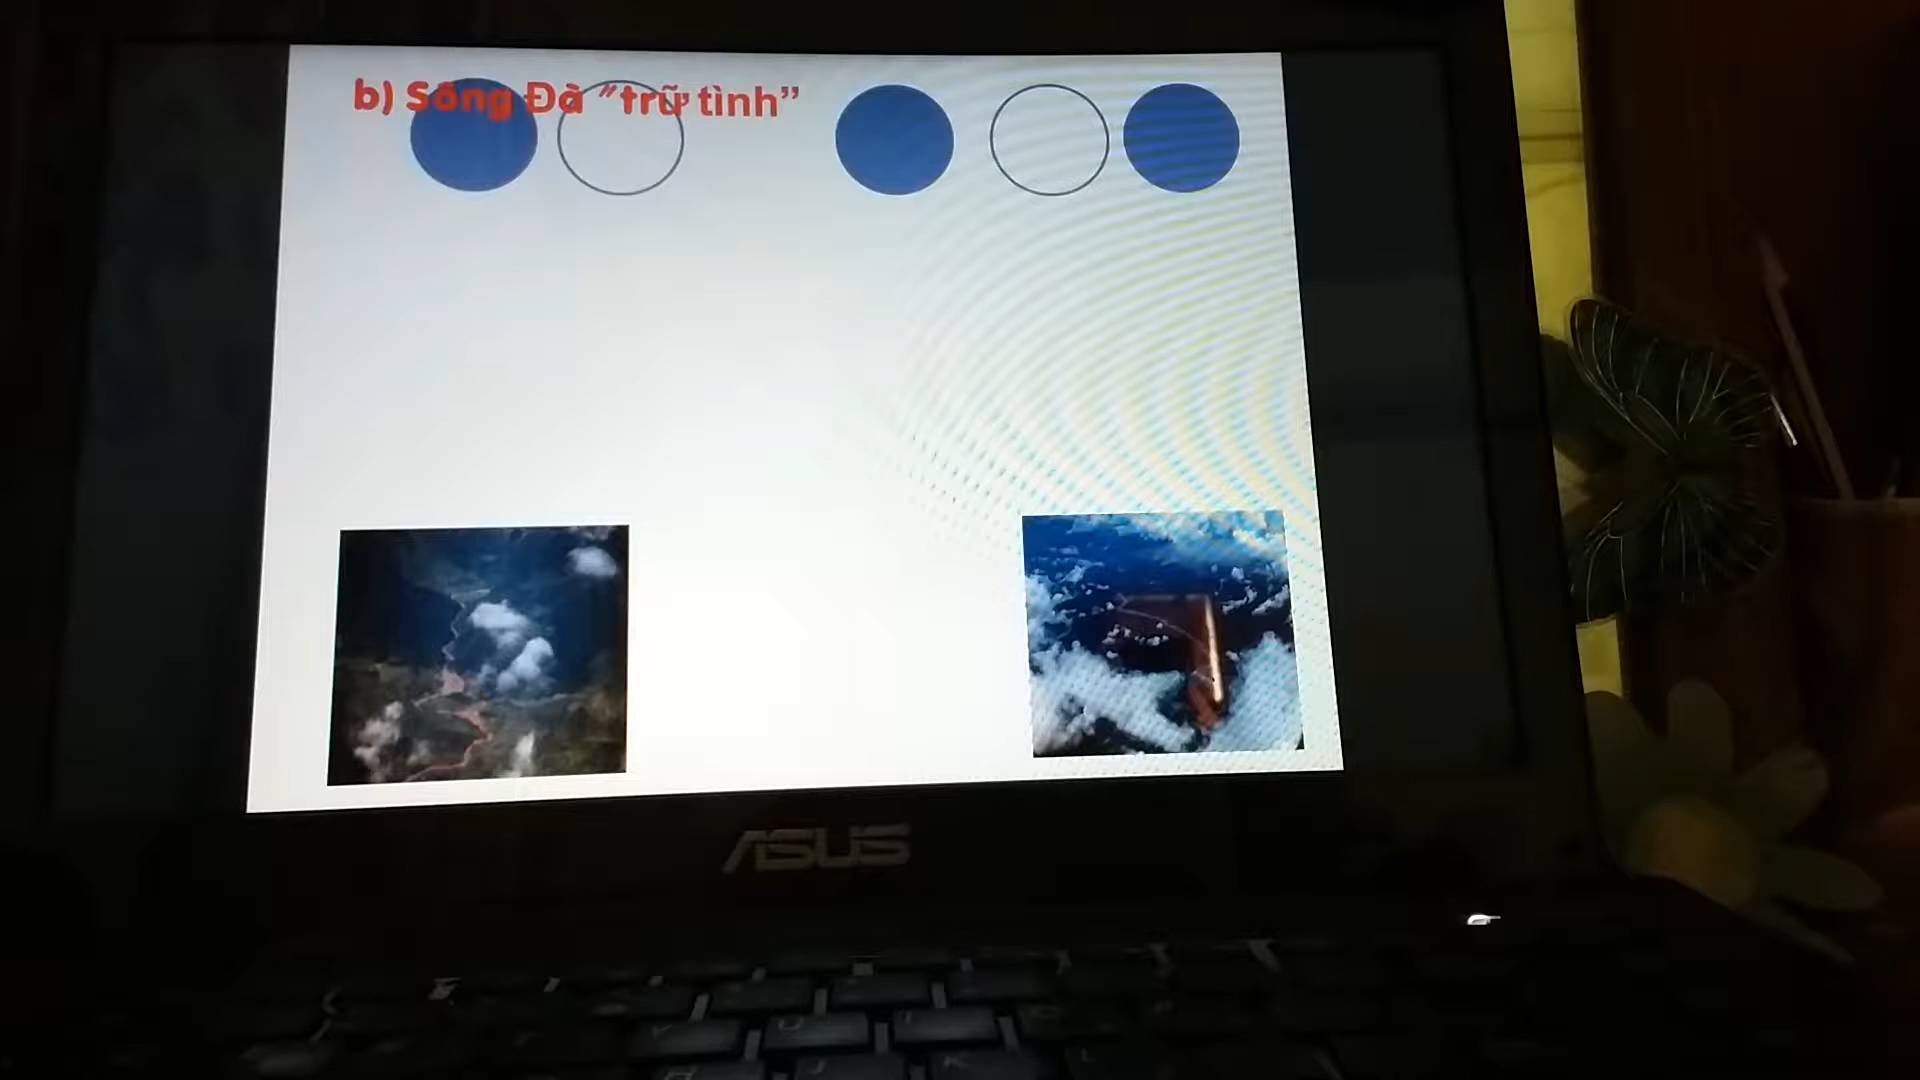 b) Sông Đà “trữ tình”
ASUS